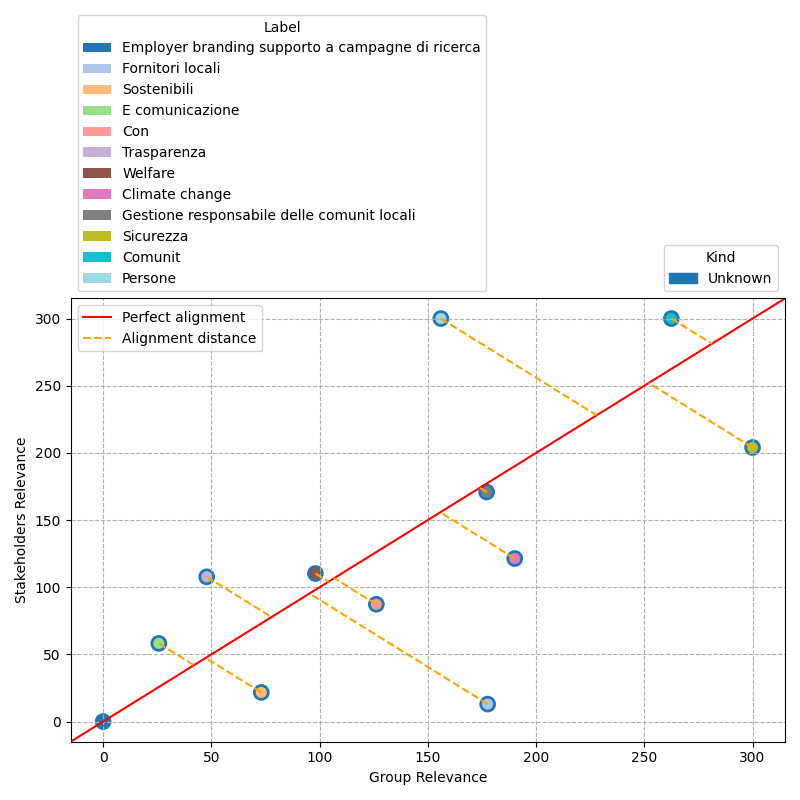 Label
Employer branding supporto a campagne di ricerca
Fornitori locali
Sostenibili
E comunicazione
Con
Trasparenza
Welfare
Climate change
Gestione responsabile delle comunit locali
Sicurezza
Comunit
Persone
Kind
Unknown
Perfect alignment
Alignment distance
Stakeholders Relevance
300
250
200
150
100
50
0
0 50 100 150 200 250 300
Group Relevance